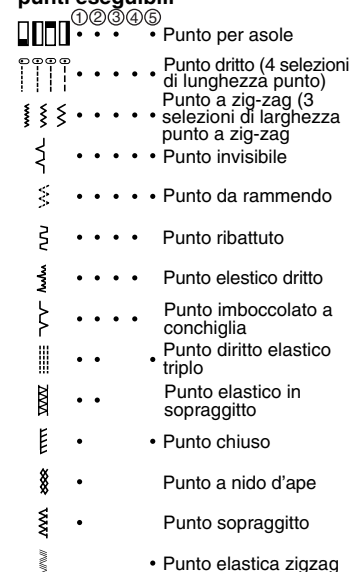 punti eseguibili
①②③④⑤
Punto per asole
Punto dritto (4 selezioni
di lunghezza punto)
Punto a zig-zag (3
selezioni di larghezza
punto a zig-zag
Punto invisibile
Punto da rammendo
Punto ribattuto
Punto elestico dritto
Punto imboccolato a
conchiglia
Punto diritto elastico
triplo
Punto elastico in
sopraggitto
Punto chiuso
Punto a nido d'ape
Punto sopraggitto
Punto elastica zigzag